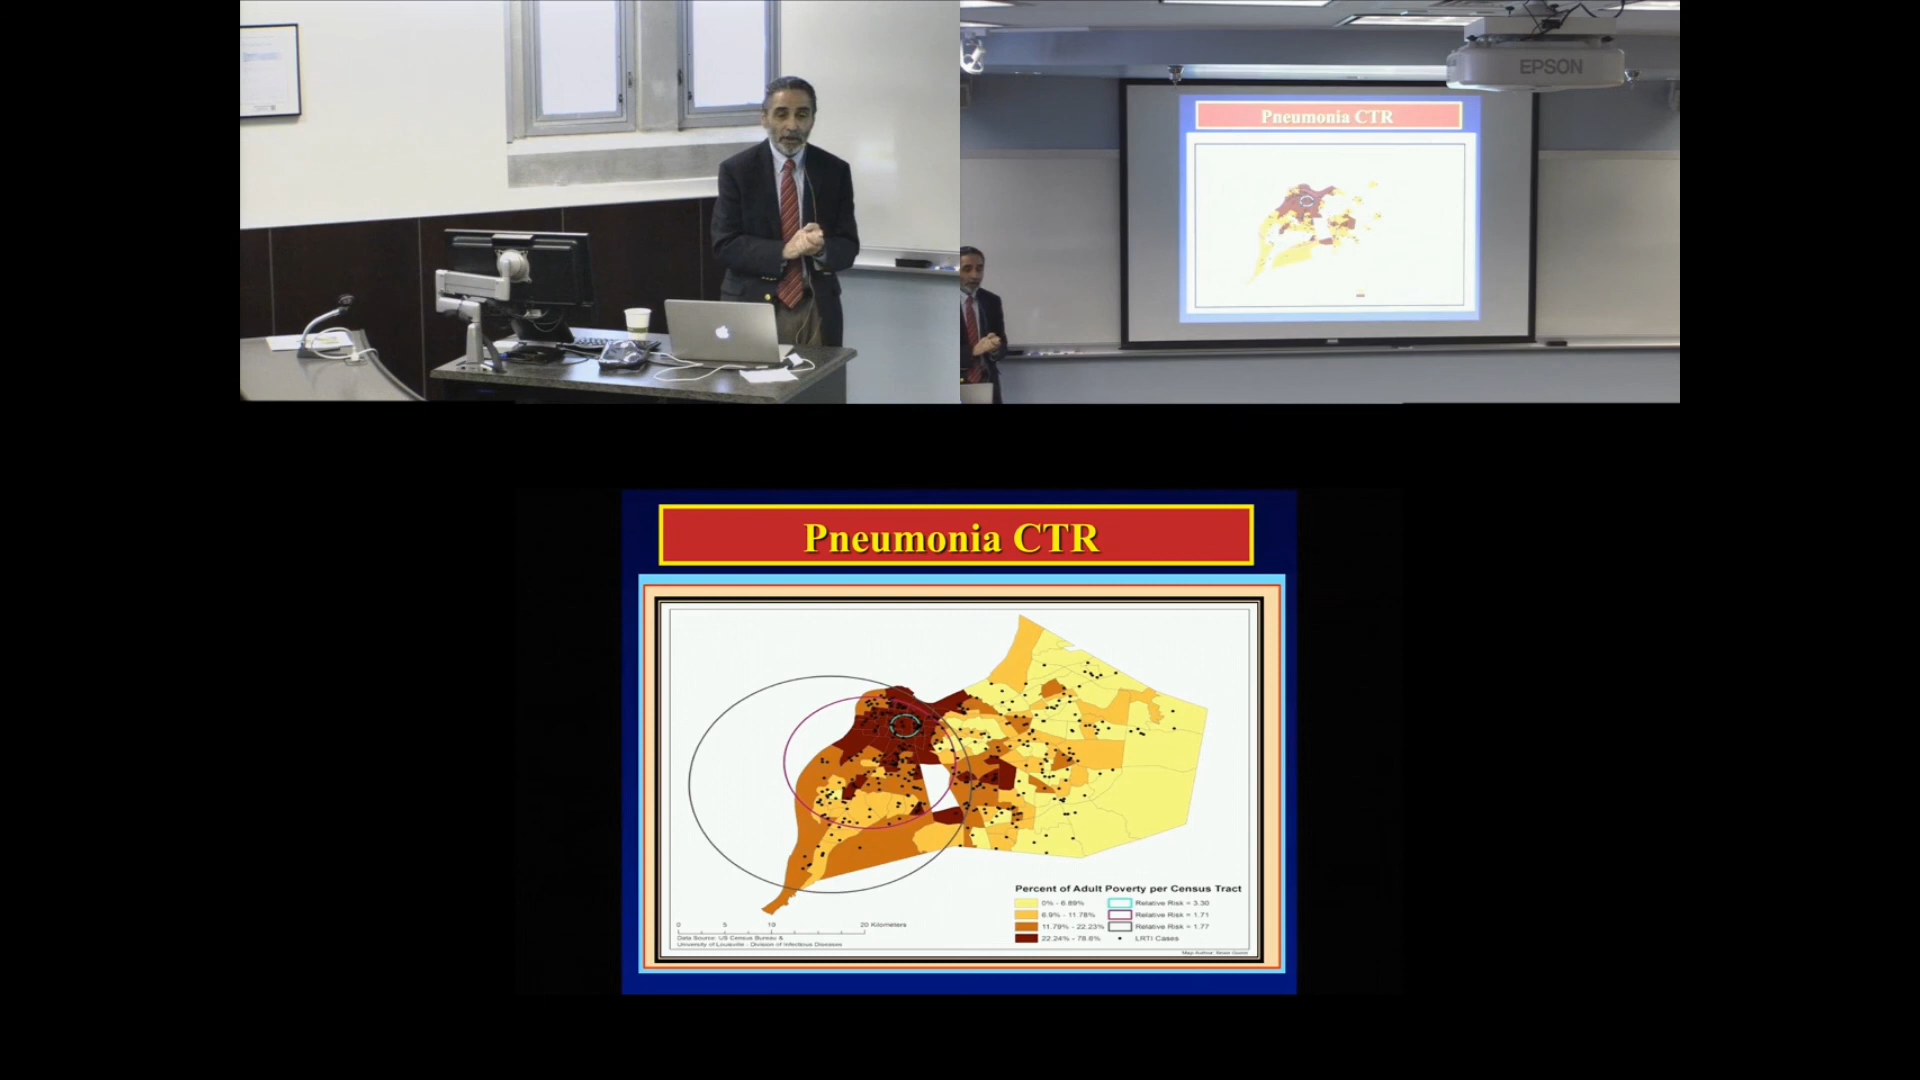 EPSON
Pneumonia CTR
Pneumonia CTR
Percent of Adult Poverty per Census Tract
0% - 6.89%
Relative Risk = 3.30
6.9% - 11.78%
Relative Risk = 1.71
11.79% - 22.23%
Relative Risk = 1.77
22.24% - 78.6%
LRTI Cases
0 5 10 20 Kilometers
Data Source: US Census Bureau &
University of Louisville - Division of Infectious Diseases
Map Author: